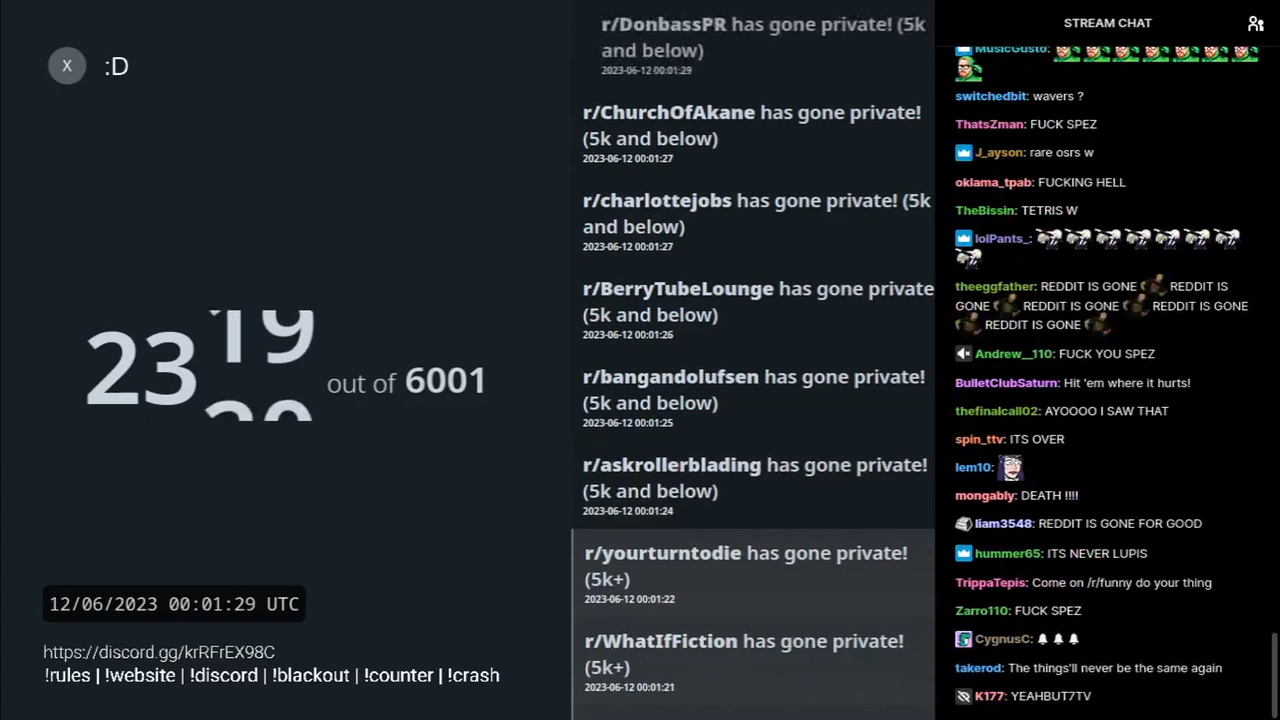 X :D
2319
20
out of 6001
12/06/2023 00:01:29 UTC
https://discord.gg/krRFrEX98C
!rules | !website | !discord | !blackout | !counter | !crash
r/DonbassPR has gone private! (5k
and below)
2023-06-12 00:01:29
r/ChurchOfAkane has gone private!
(5k and below)
2023-06-12 00:01:27
r/charlottejobs has gone private! (5k
and below)
2023-06-12 00:01:27
r/BerryTubeLounge has gone private
(5k and below)
2023-06-12 00:01:26
r/bangandolufsen has gone private!
(5k and below)
2023-06-12 00:01:25
r/askrollerblading has gone private!
(5k and below)
2023-06-12 00:01:24
r/yourturntodie has gone private!
(5k+)
2023-06-12 00:01:22
r/WhatIfFiction has gone private!
(5k+)
2023-06-12 00:01:21
STREAM CHAT
MusicGusto:
switchedbit: wavers ?
ThatsZman: FUCK SPEZ
J_ayson: rare osrs w
oklama_tpab: FUCKING HELL
TheBissin: TETRIS W
lolPants_:
theeggfather: REDDIT IS GONE REDDIT IS
GONE REDDIT IS GONE REDDIT IS GONE
REDDIT IS GONE
Andrew__110: FUCK YOU SPEZ
BulletClubSaturn: Hit 'em where it hurts!
thefinalcall02: AYOOOO I SAW THAT
spin_ttv: ITS OVER
lem10:
mongably: DEATH !!!!
liam3548: REDDIT IS GONE FOR GOOD
hummer65: ITS NEVER LUPIS
TrippaTepis: Come on /r/funny do your thing
Zarro110: FUCK SPEZ
CygnusC:
takerod: The things'll never be the same again
K177: YEAHBUT7TV